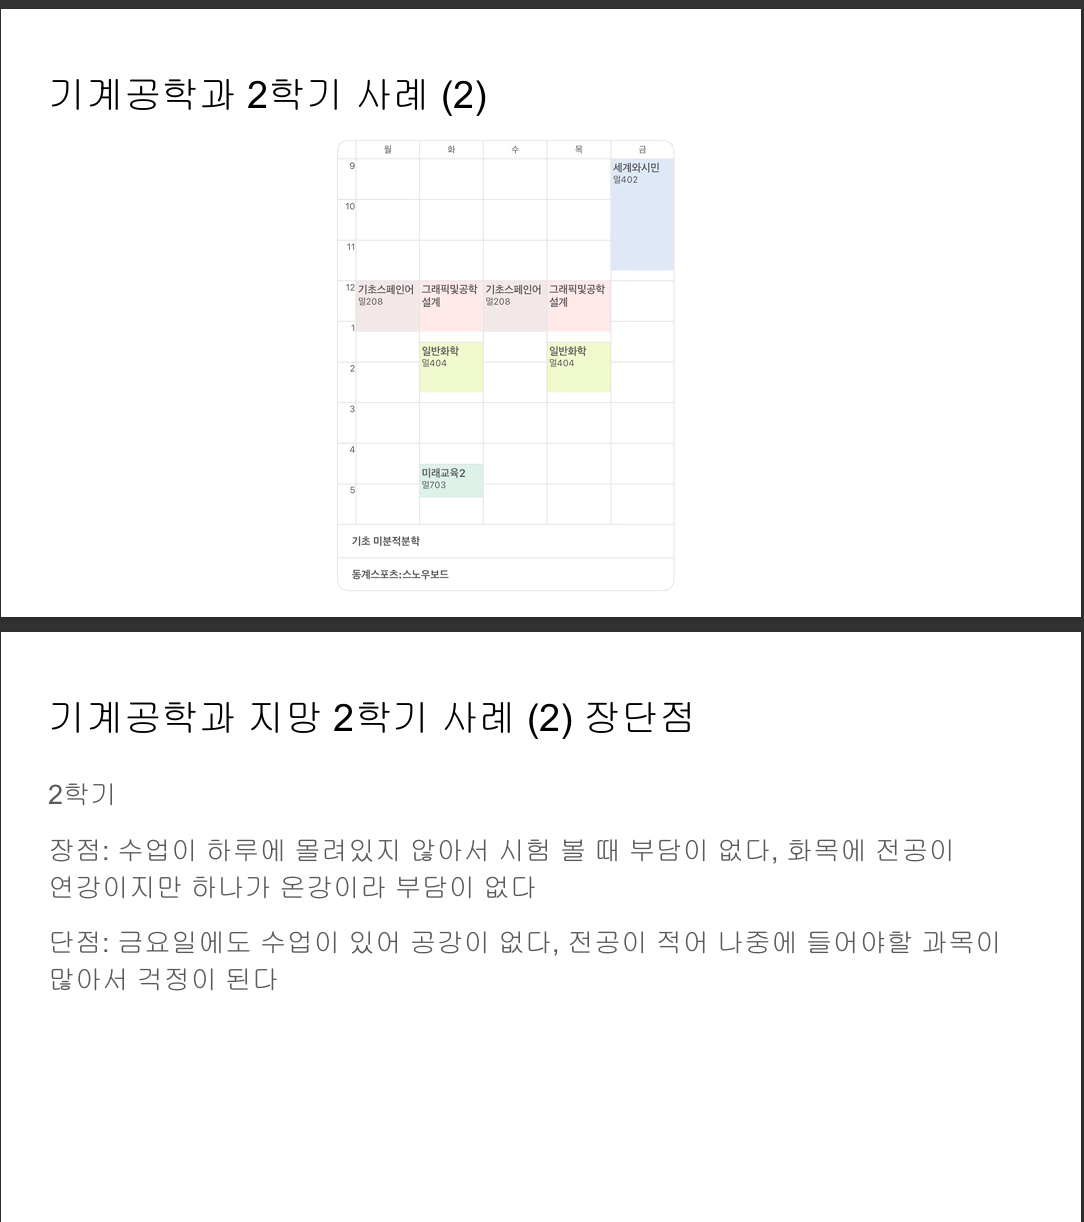 기계공학과 2학기 사례 (2)
월 화 수 목 금
9 세계와시민
멀402
10
11
12 기초스페인어 그래픽및공학 기초스페인어 그래픽및공학
멀208 설계 멀208 설계
1
일반화학 일반화학
2 멀404 멀404
3
4
미래교육2
5 멀703
기초 미분적분학
동계스포츠:스노우보드
기계공학과 지망 2학기 사례 (2) 장단점
2학기
장점: 수업이 하루에 몰려있지 않아서 시험 볼 때 부담이 없다, 화목에 전공이
연강이지만 하나가 온강이라 부담이 없다
단점: 금요일에도 수업이 있어 공강이 없다, 전공이 적어 나중에 들어야할 과목이
많아서 걱정이 된다